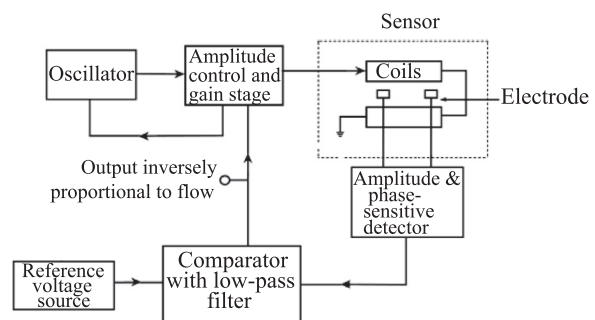 Sensor
Oscillator
Amplitude
control and
gain stage
Coils
Electrode
Output inversely
proportional to flow
Amplitude &
phase-
sensitive
detector
Reference
voltage
source
Comparator
with low-pass
filter